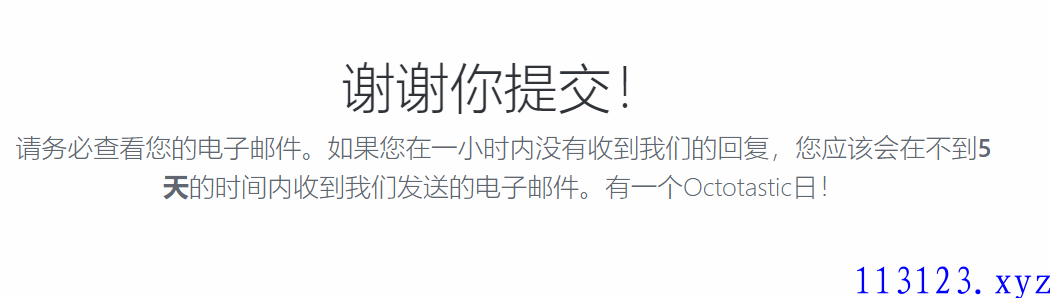 谢谢你提交！
请务必查看您的电子邮件。如果您在一小时内没有收到我们的回复，您应该会在不到5
天的时间内收到我们发送的电子邮件。有一个Octotastic日！
113123.xyz